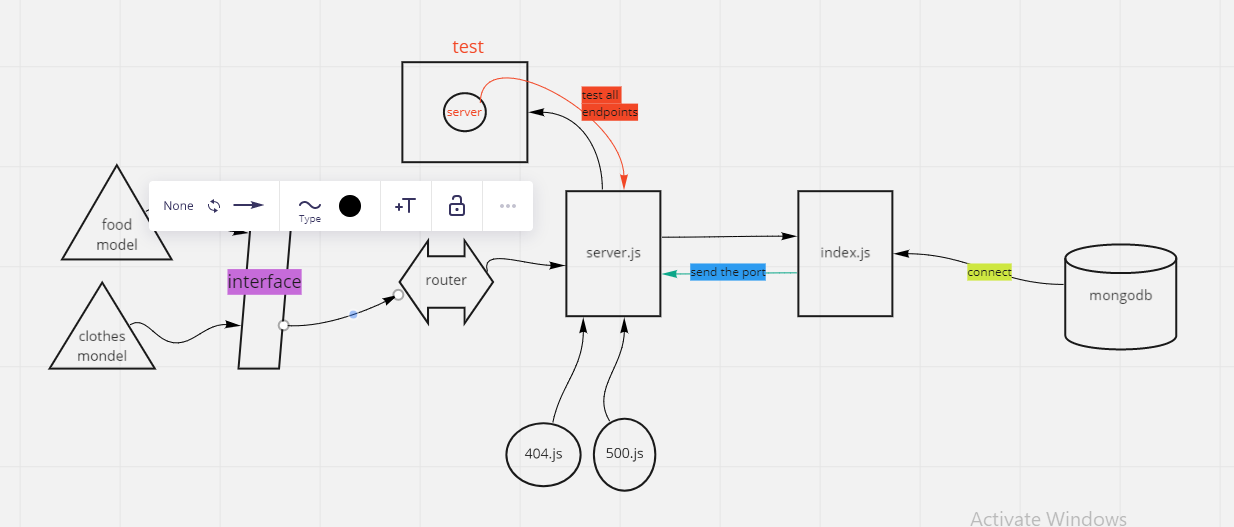 test
server
test all
endpoints
None
Type
+T
food
model
interface
router
server.js
send the port
index.js
connect
mongodb
clothes
mondel
404.js
500.js
Activate Windows